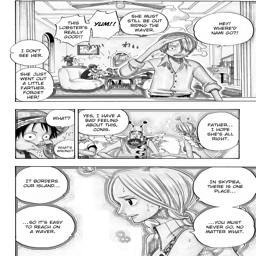 HEY!
WHERE'D
NAMI GO?!
SHE MUST
STILL BE OUT
RIDING THE
WAVER.
YUM!!
THIS
LOBSTER'S
REALLY
GOOD!!
I DON'T
SEE HER.
SHE JUST
WENT OUT
A LITTLE
FARTHER.
FORGET
HER!
FATHER...
I HOPE
SHE'S ALL
RIGHT.
YES, I HAVE A
BAD FEELING
ABOUT THIS,
CONIS.
WHAT?
WHAT'S
WRONG?
IN SKYPIEA,
THERE IS ONE
PLACE...
...YOU MUST
NEVER GO, NO
MATTER WHAT.
IT BORDERS
OUR ISLAND...
...SO IT'S EASY
TO REACH ON
A WAVER.